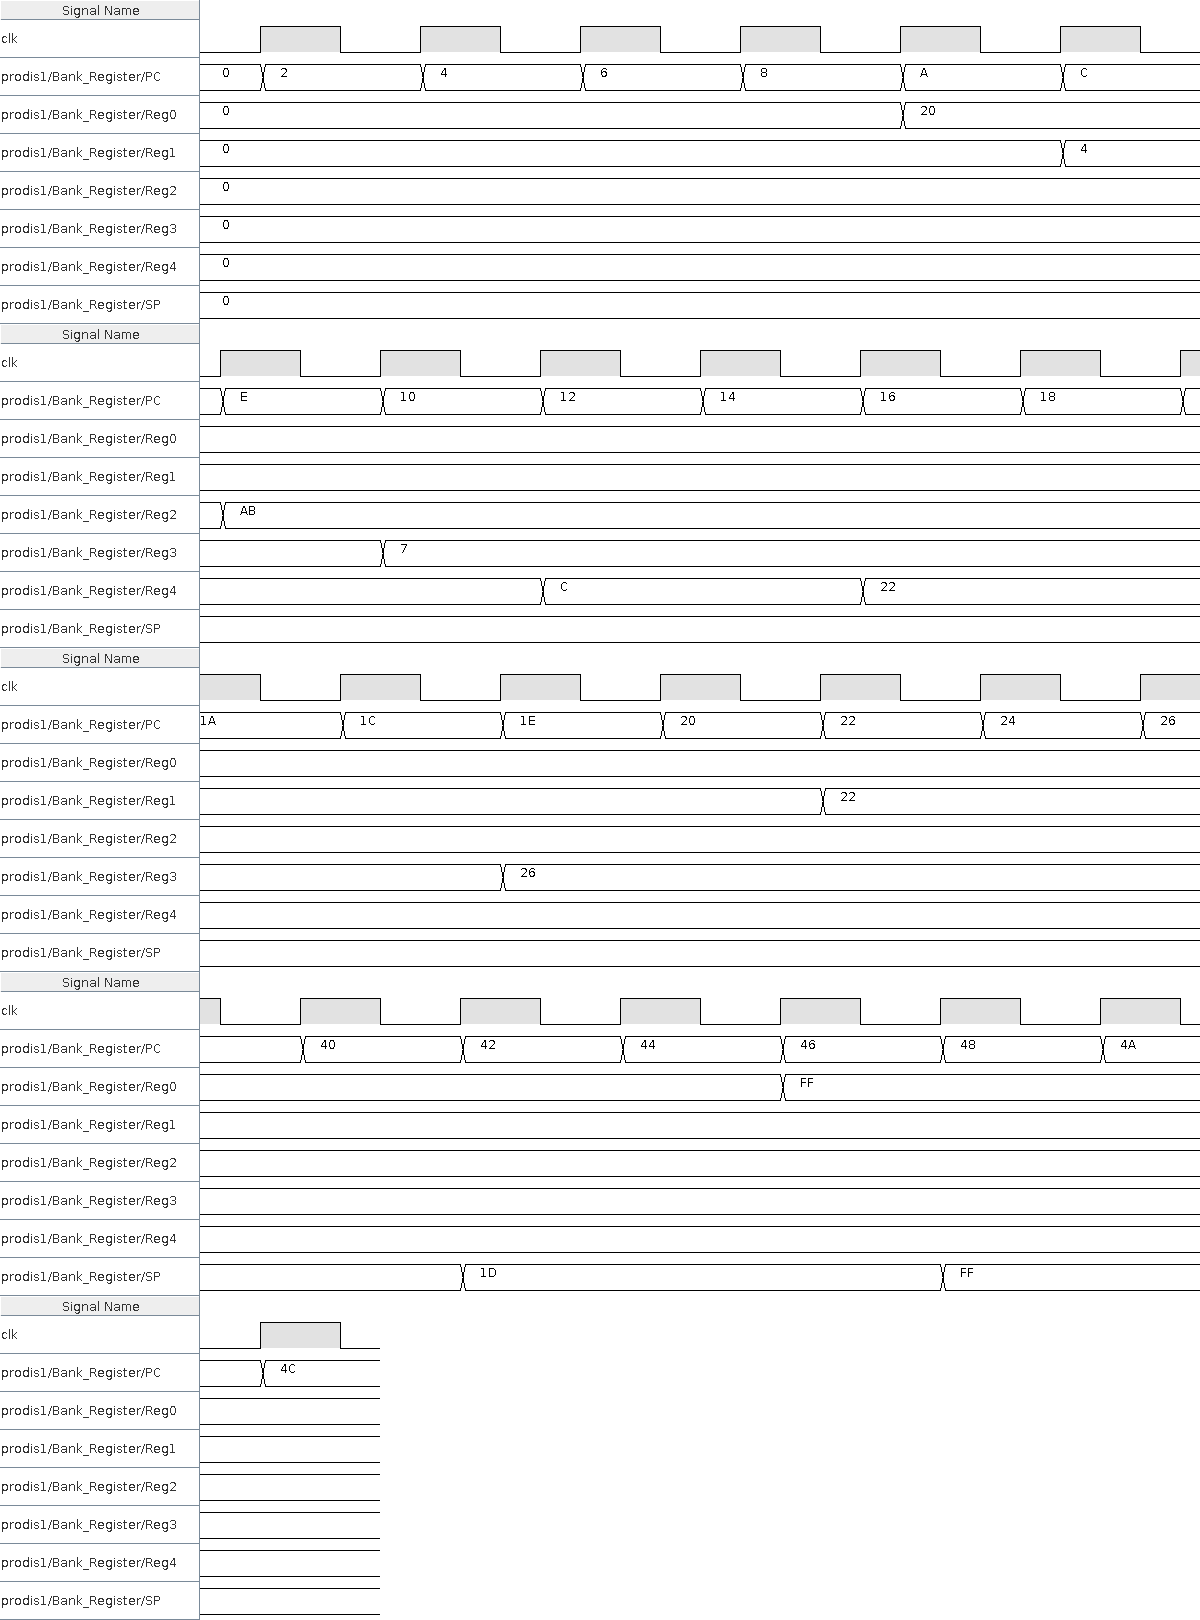 Signal Name
clk
prodis1/Bank_Register/PC 0 2 4 6 8 A C
prodis1/Bank_Register/Reg0 0 20
prodis1/Bank_Register/Reg1 0 4
prodis1/Bank_Register/Reg2 0
prodis1/Bank_Register/Reg3 0
prodis1/Bank_Register/Reg4 0
prodis1/Bank_Register/SP 0
Signal Name
clk
prodis1/Bank_Register/PC E 10 12 14 16 18
prodis1/Bank_Register/Reg0
prodis1/Bank_Register/Reg1
prodis1/Bank_Register/Reg2 AB
prodis1/Bank_Register/Reg3 7
prodis1/Bank_Register/Reg4 C 22
prodis1/Bank_Register/SP
Signal Name
clk
prodis1/Bank_Register/PC 1A 1C 1E 20 22 24 26
prodis1/Bank_Register/Reg0
prodis1/Bank_Register/Reg1 22
prodis1/Bank_Register/Reg2
prodis1/Bank_Register/Reg3 26
prodis1/Bank_Register/Reg4
prodis1/Bank_Register/SP
Signal Name
clk
prodis1/Bank_Register/PC 40 42 44 46 48 4A
prodis1/Bank_Register/Reg0 FF
prodis1/Bank_Register/Reg1
prodis1/Bank_Register/Reg2
prodis1/Bank_Register/Reg3
prodis1/Bank_Register/Reg4
prodis1/Bank_Register/SP 1D FF
Signal Name
clk
prodis1/Bank_Register/PC 4C
prodis1/Bank_Register/Reg0
prodis1/Bank_Register/Reg1
prodis1/Bank_Register/Reg2
prodis1/Bank_Register/Reg3
prodis1/Bank_Register/Reg4
prodis1/Bank_Register/SP